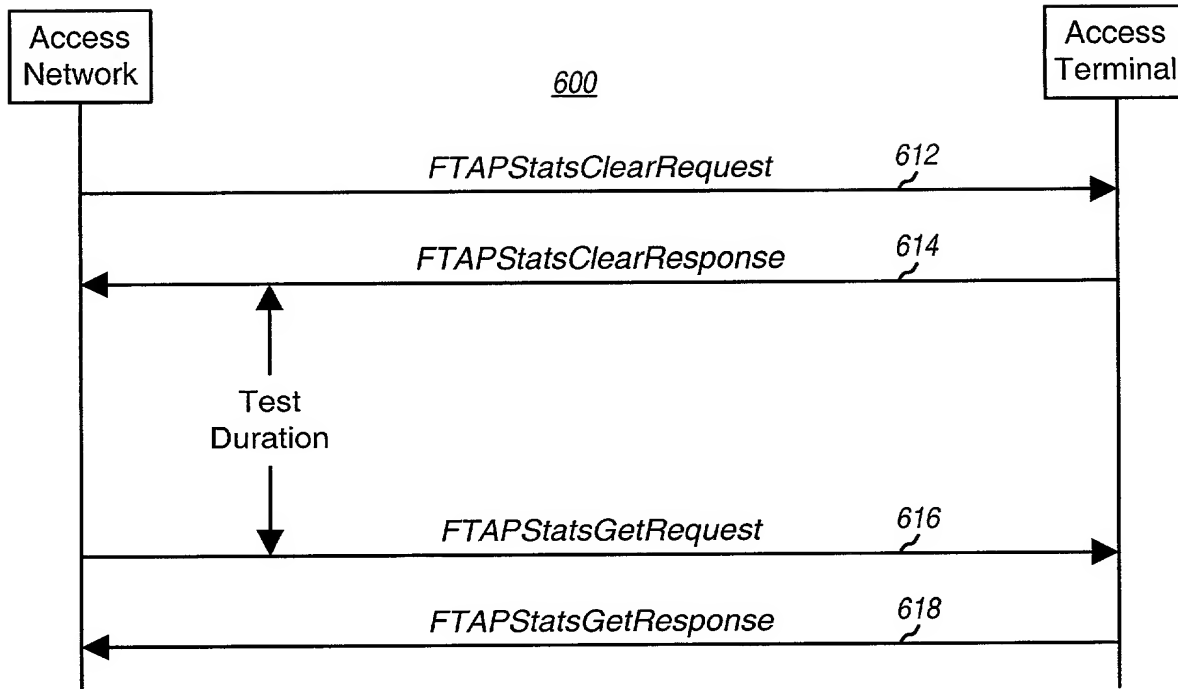 Access
Network
Access
Terminal
600
FTAPStatsClearRequest
612
FTAPStatsClearResponse
614
Test
Duration
FTAPStatsGetRequest
616
FTAPStatsGetResponse
618